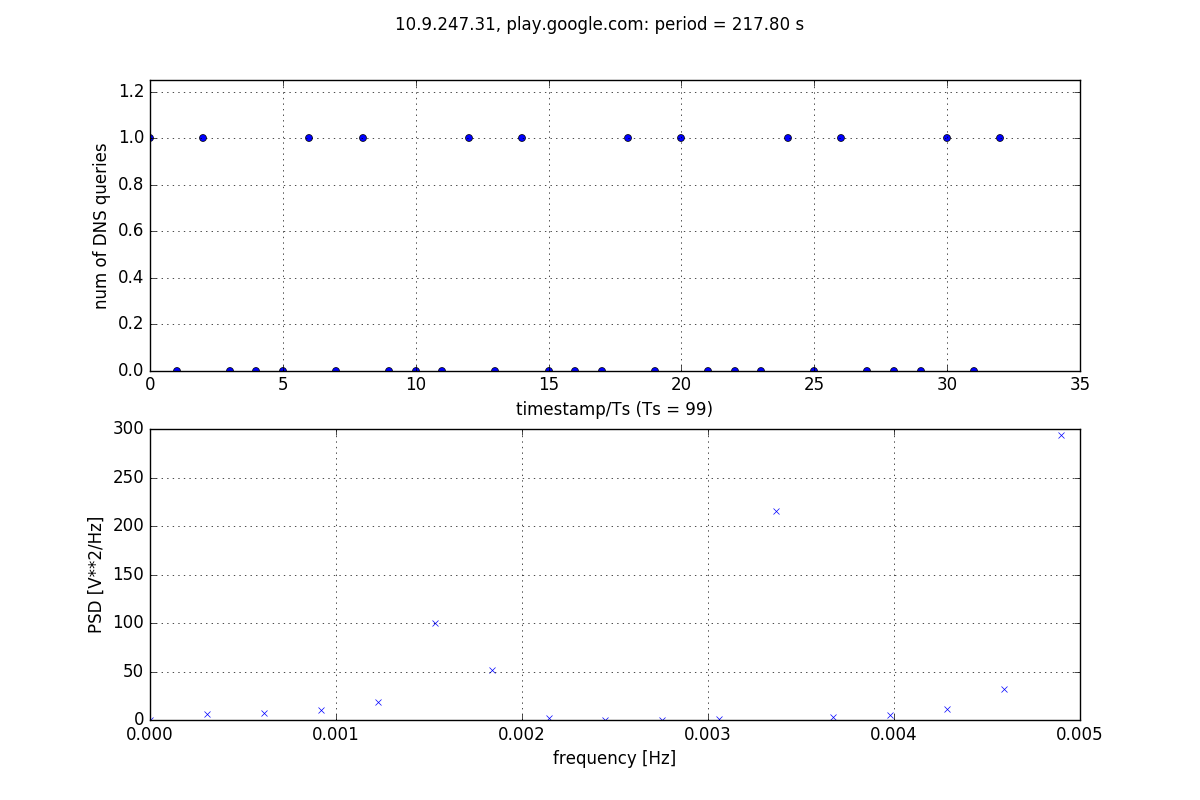 10.9.247.31, play.google.com: period = 217.80 s
1.2
1.0
0.8
0.6
0.4
0.2
0.0
num of DNS queries
0 5 10 15 20 25 30 35
timestamp/Ts (Ts = 99)
300
250
200
150
100
50
0
PSD [V**2/Hz]
0.000 0.001 0.002 0.003 0.004 0.005
frequency [Hz]